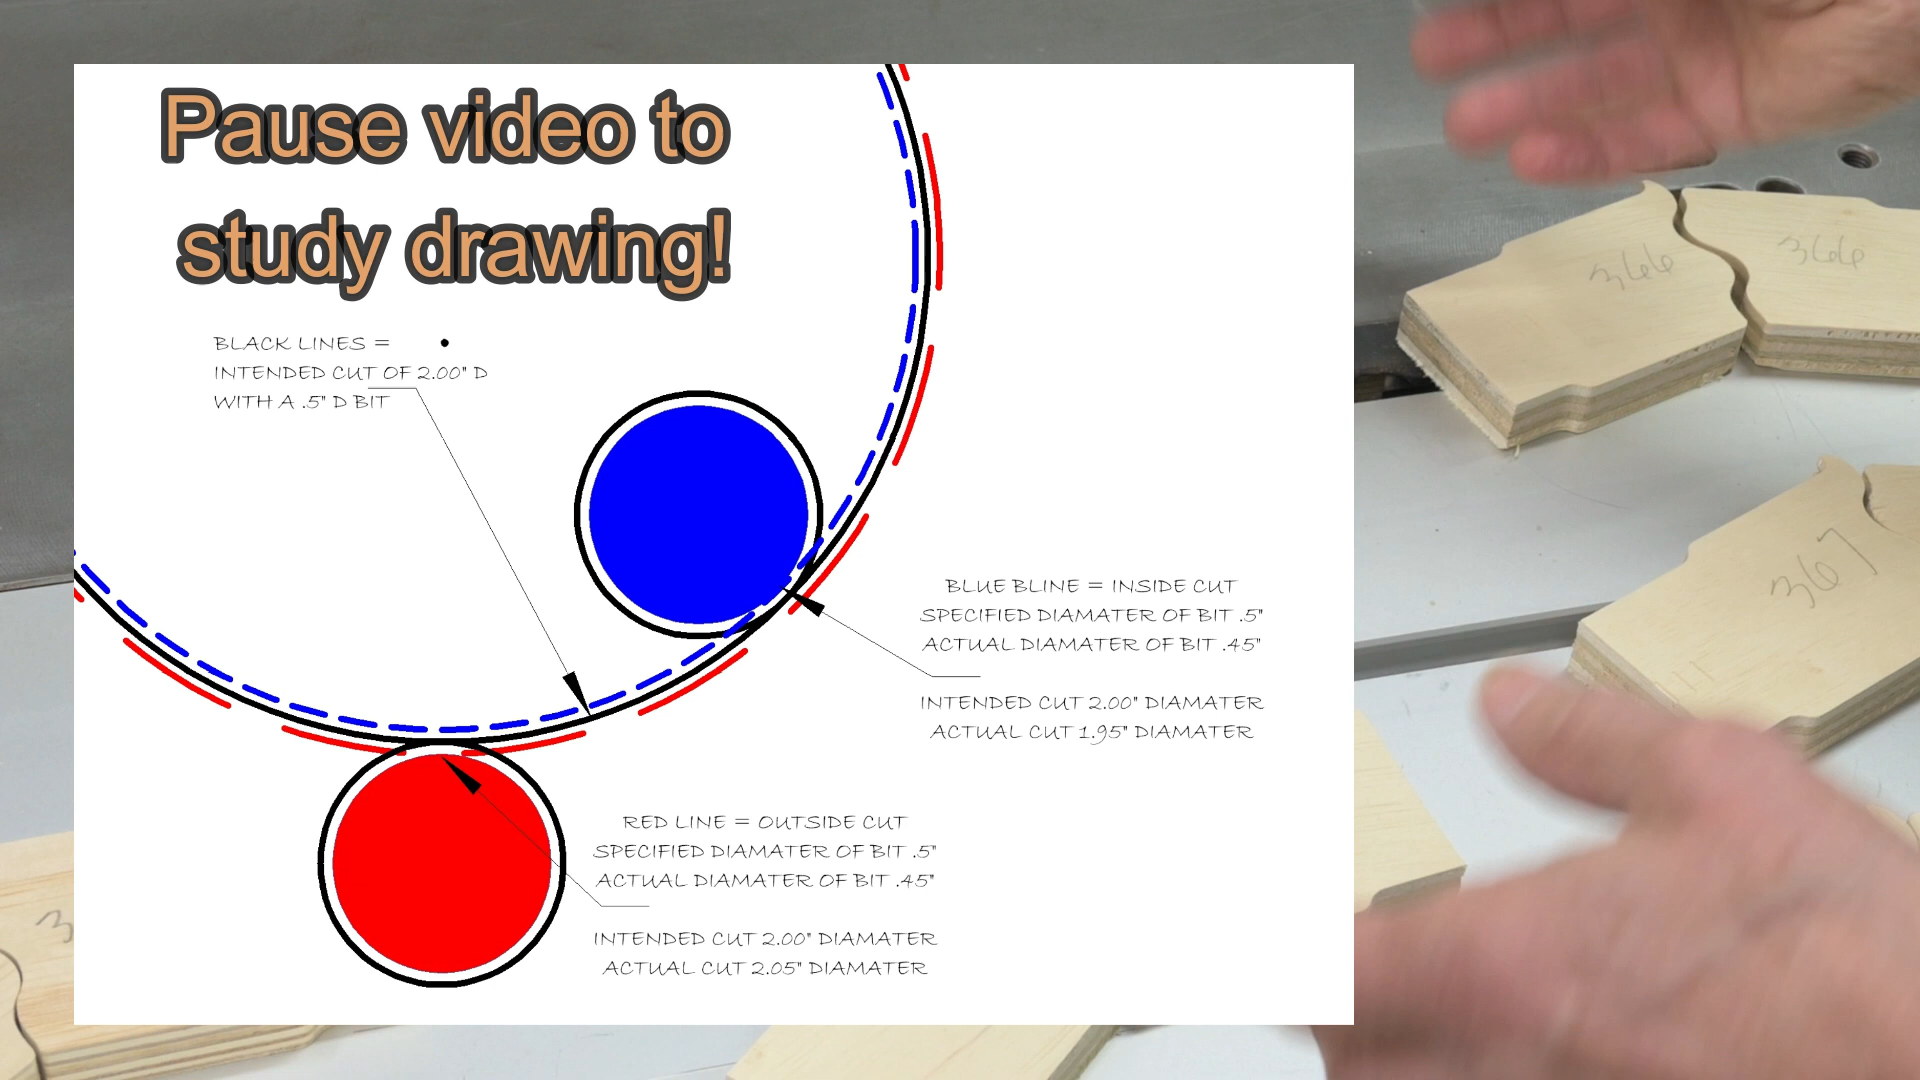 Pause video to
study drawing!
BLACK LINES =
INTENDED CUT OF 2.00" D
WITH A .5" D BIT
BLUE BLINE = INSIDE CUT
SPECIFIED DIAMATER OF BIT .5"
ACTUAL DIAMATER OF BIT .45"
INTENDED CUT 2.00" DIAMATER
ACTUAL CUT 1.95" DIAMATER
RED LINE = OUTSIDE CUT
SPECIFIED DIAMATER OF BIT .5"
ACTUAL DIAMATER OF BIT .45"
INTENDED CUT 2.00" DIAMATER
ACTUAL CUT 2.05" DIAMATER
366
366
367
3